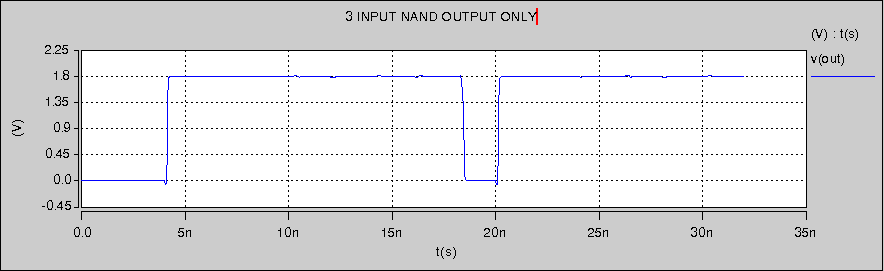 3 INPUT NAND OUTPUT ONLY
(V) : t(s)
v(out)
2.25
1.8
1.35
0.9
0.45
0.0
-0.45
(V)
0.0 5n 10n 15n 20n 25n 30n 35n
t(s)